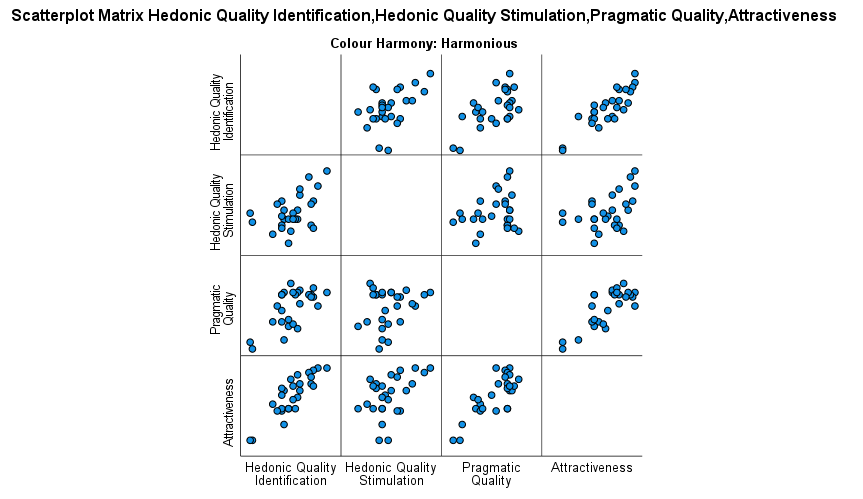 Scatterplot Matrix Hedonic Quality Identification,Hedonic Quality Stimulation,Pragmatic Quality,Attractiveness
Colour Harmony: Harmonious
Hedonic Quality
Identification
Hedonic Quality
Stimulation
Pragmatic
Quality
Attractiveness
Hedonic Quality
Identification
Hedonic Quality
Stimulation
Pragmatic
Quality
Attractiveness